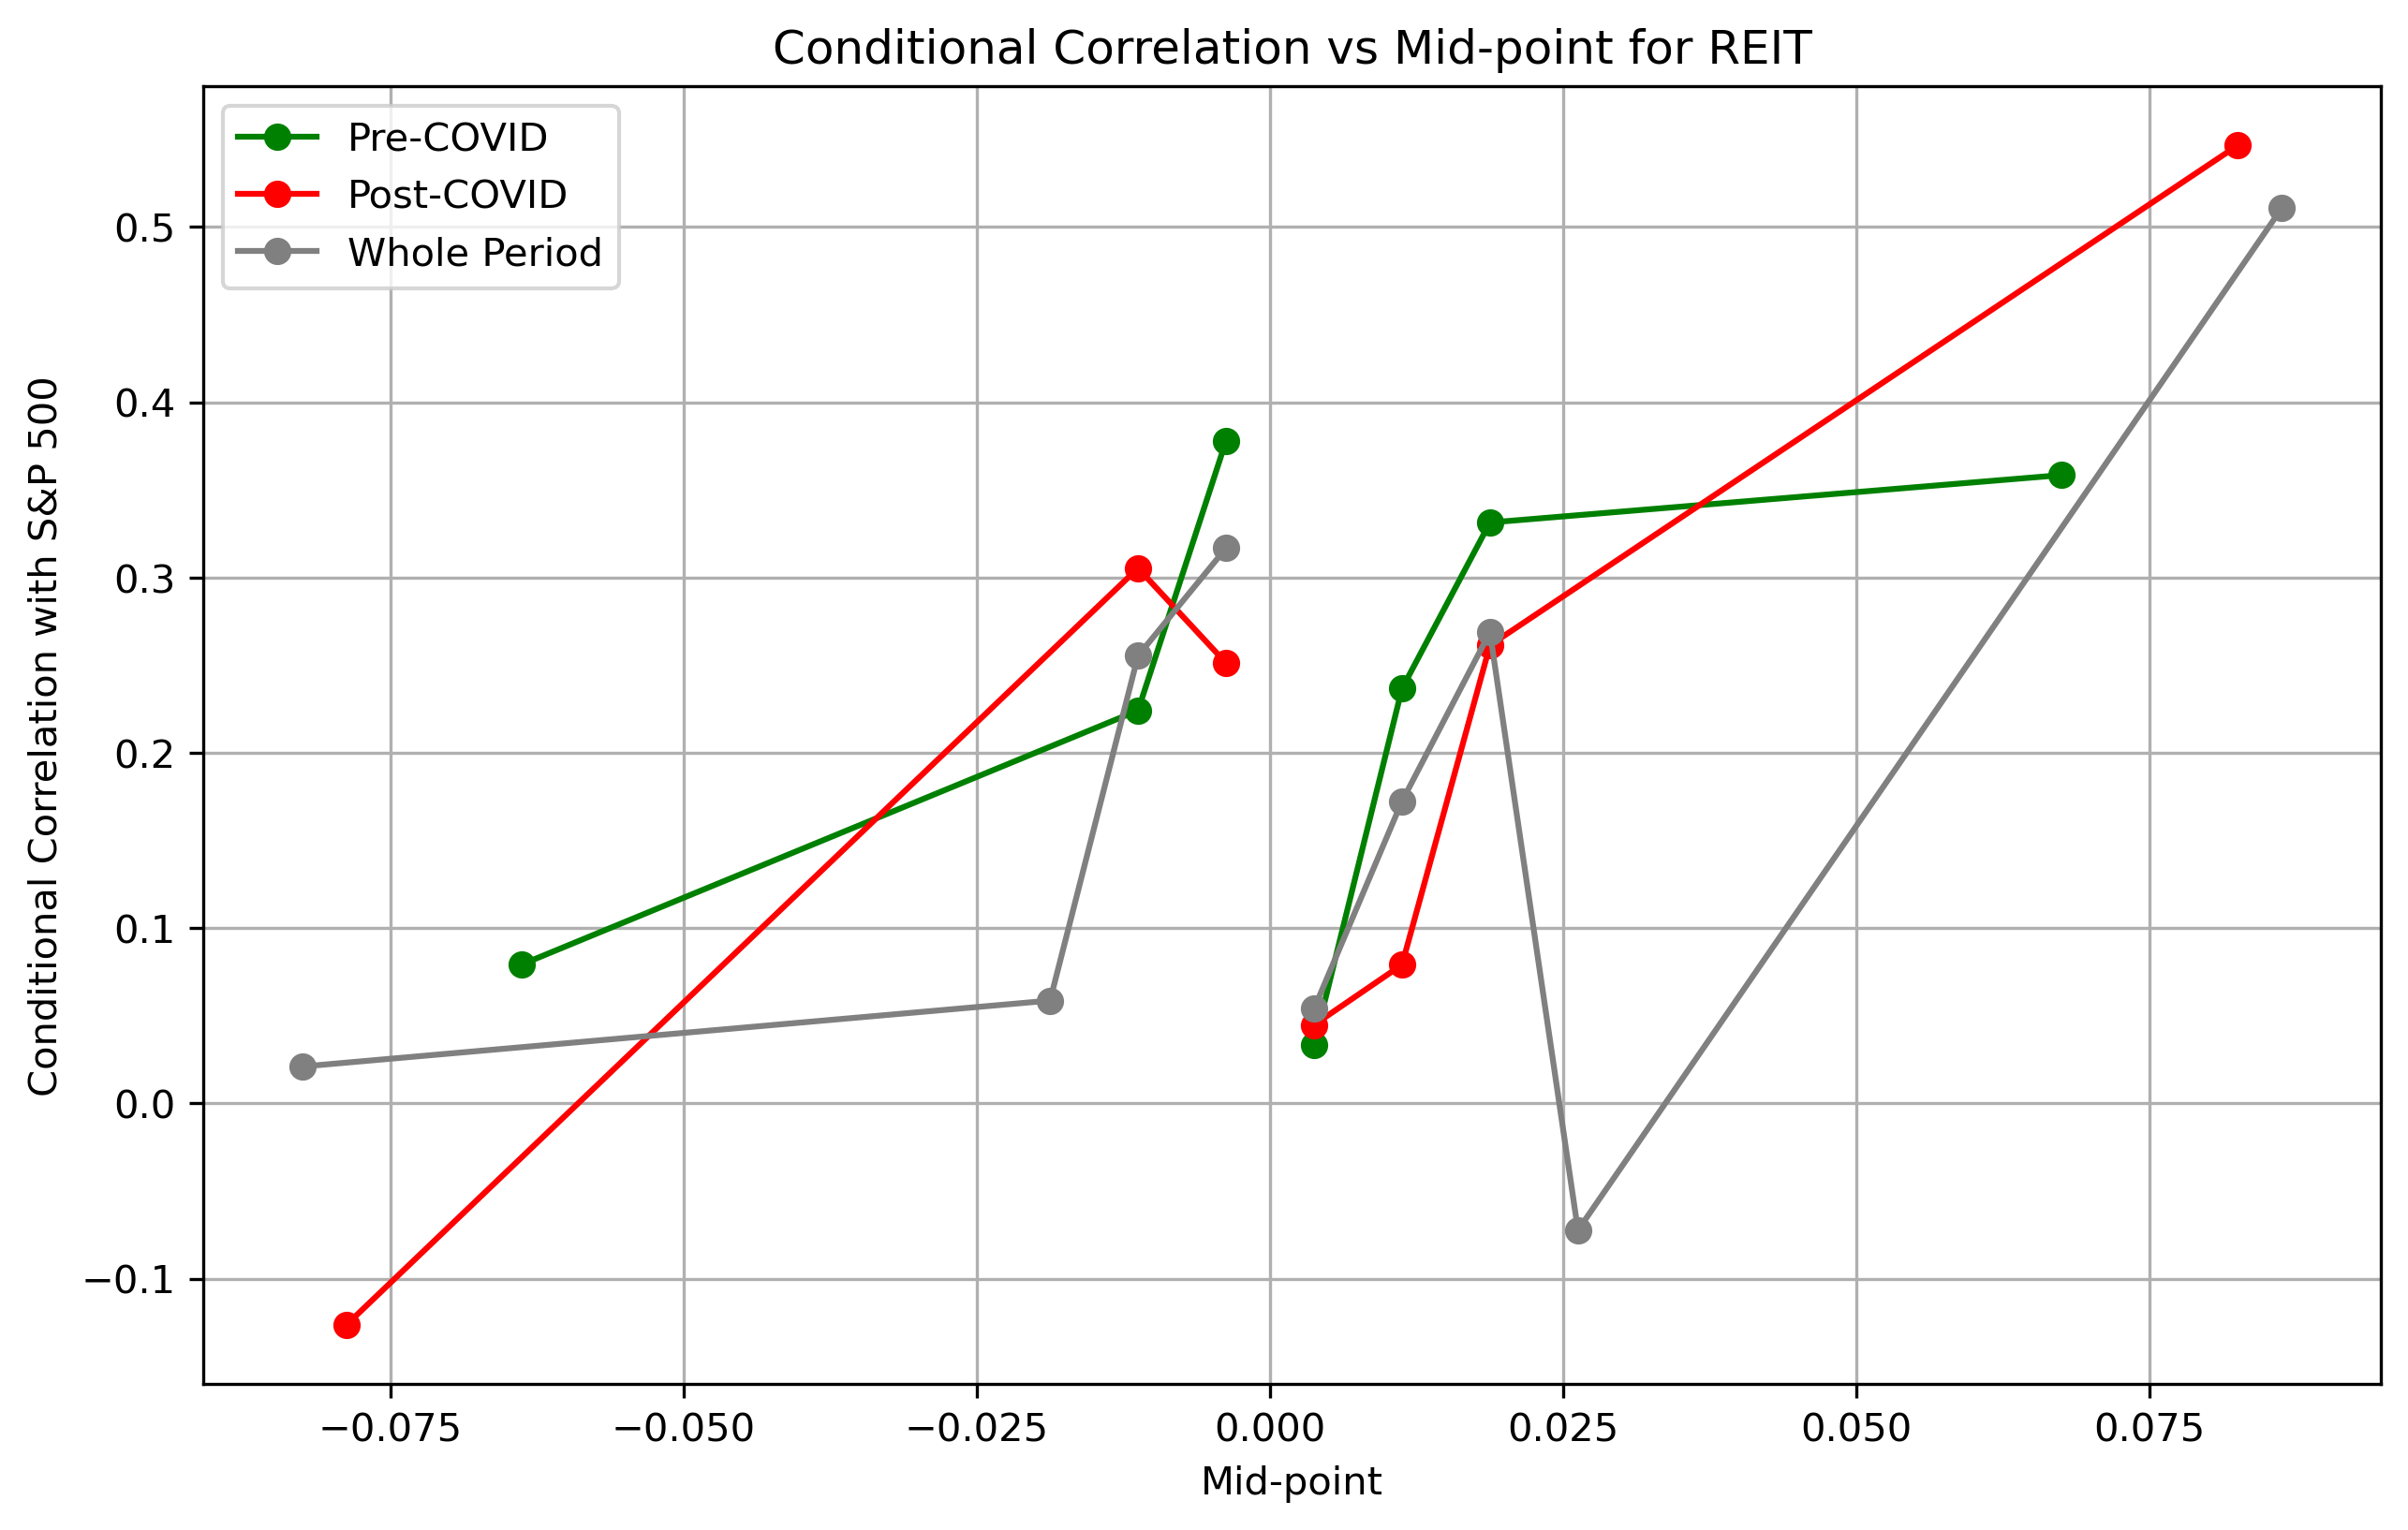 Conditional Correlation vs Mid-point for REIT
Pre-COVID
Post-COVID
Whole Period
Conditional Correlation with S&P 500
0.5
0.4
0.3
0.2
0.1
0.0
−0.1
−0.075
−0.050
−0.025
0.000
0.025
0.050
0.075
Mid-point